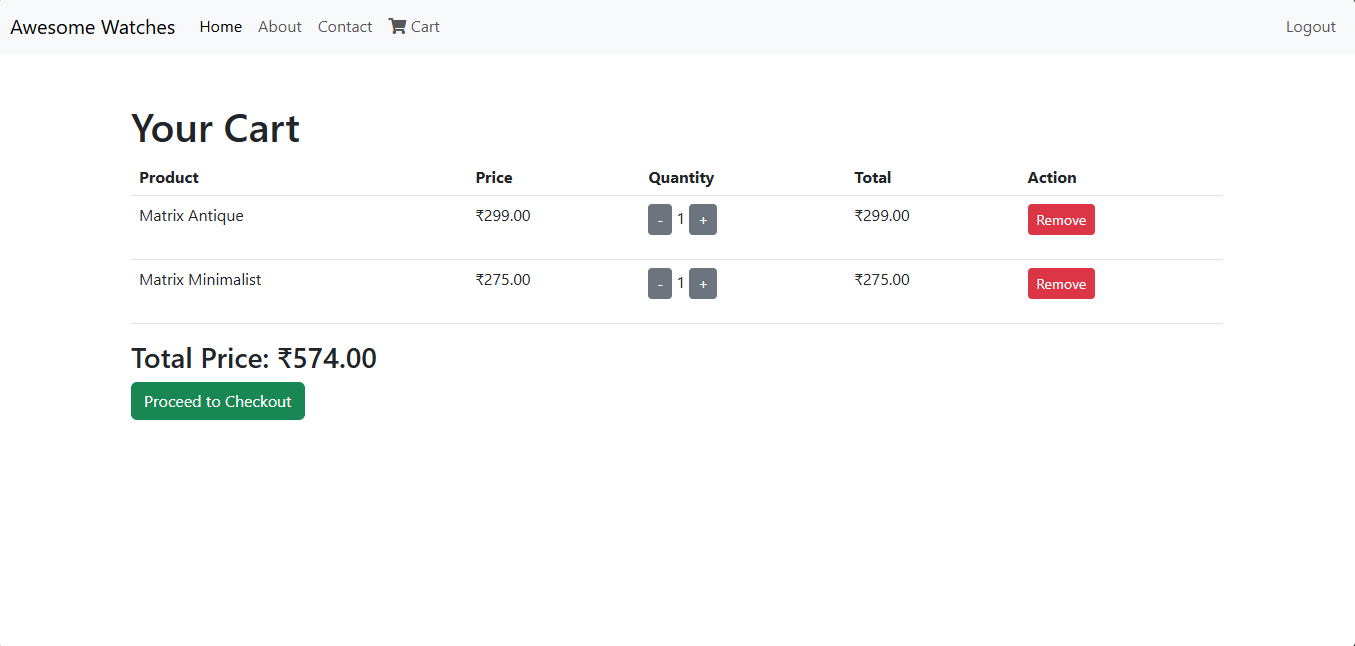 Awesome Watches Home About Contact Cart Logout
Your Cart
Product Price Quantity Total Action
Matrix Antique ₹299.00 - 1 + ₹299.00 Remove
Matrix Minimalist ₹275.00 - 1 + ₹275.00 Remove
Total Price: ₹574.00
Proceed to Checkout